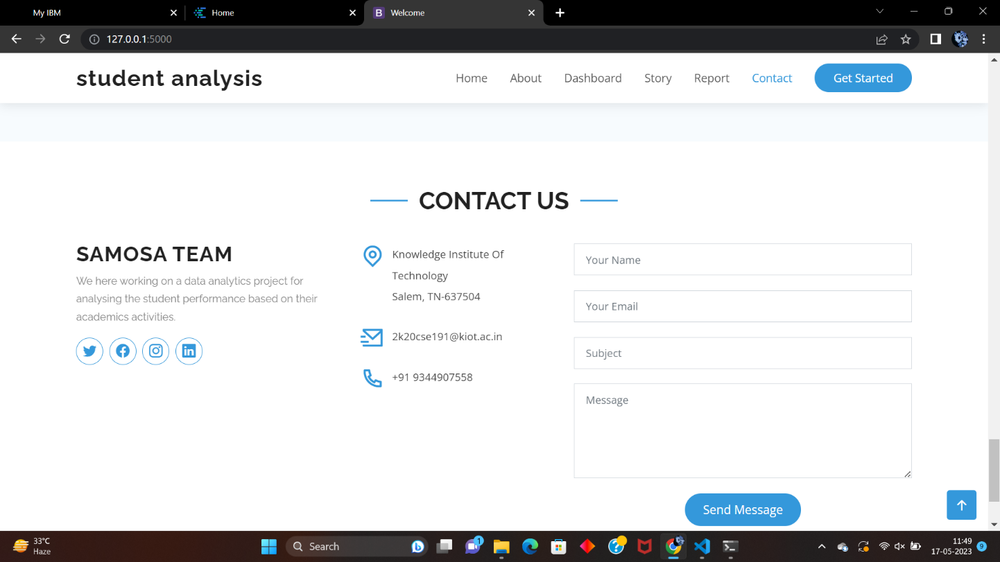 My IBM
Home
Welcome
127.0.0.1:5000
student analysis
Home
About
Dashboard
Story
Report
Contact
Get Started
CONTACT US
SAMOSA TEAM
We here working on a data analytics project for
analysing the student performance based on their
academics activities.
Knowledge Institute Of
Technology
Salem, TN-637504
2k20cse191@kiot.ac.in
+91 9344907558
Your Name
Your Email
Subject
Message
Send Message
33°C
Haze
Search
1
11:49
17-05-2023
9